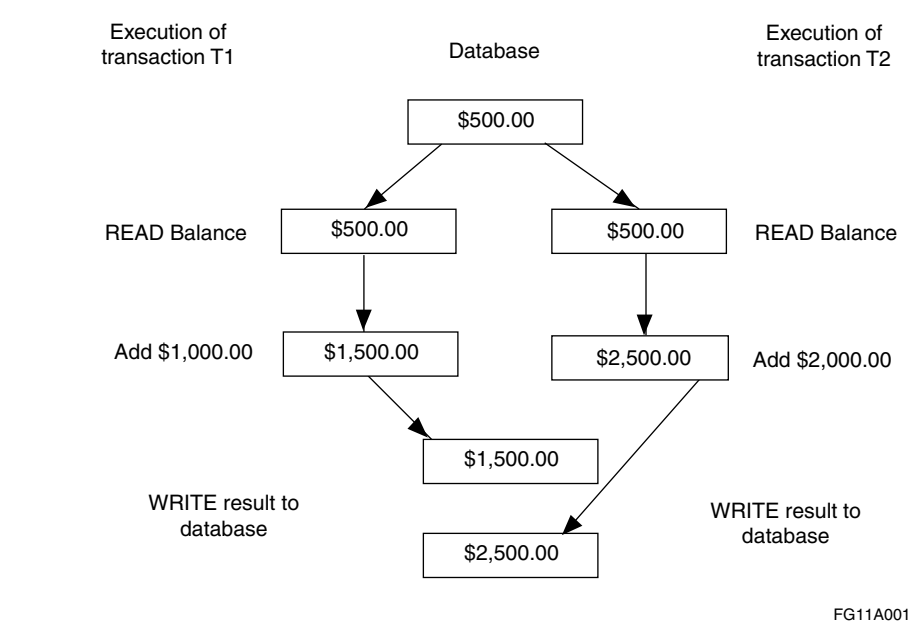 Execution of
transaction T1
Database
Execution of
transaction T2
$500.00
READ Balance
$500.00
$500.00
READ Balance
Add $1,000.00
$1,500.00
$2,500.00
Add $2,000.00
$1,500.00
WRITE result to
database
WRITE result to
database
$2,500.00
FG11A001